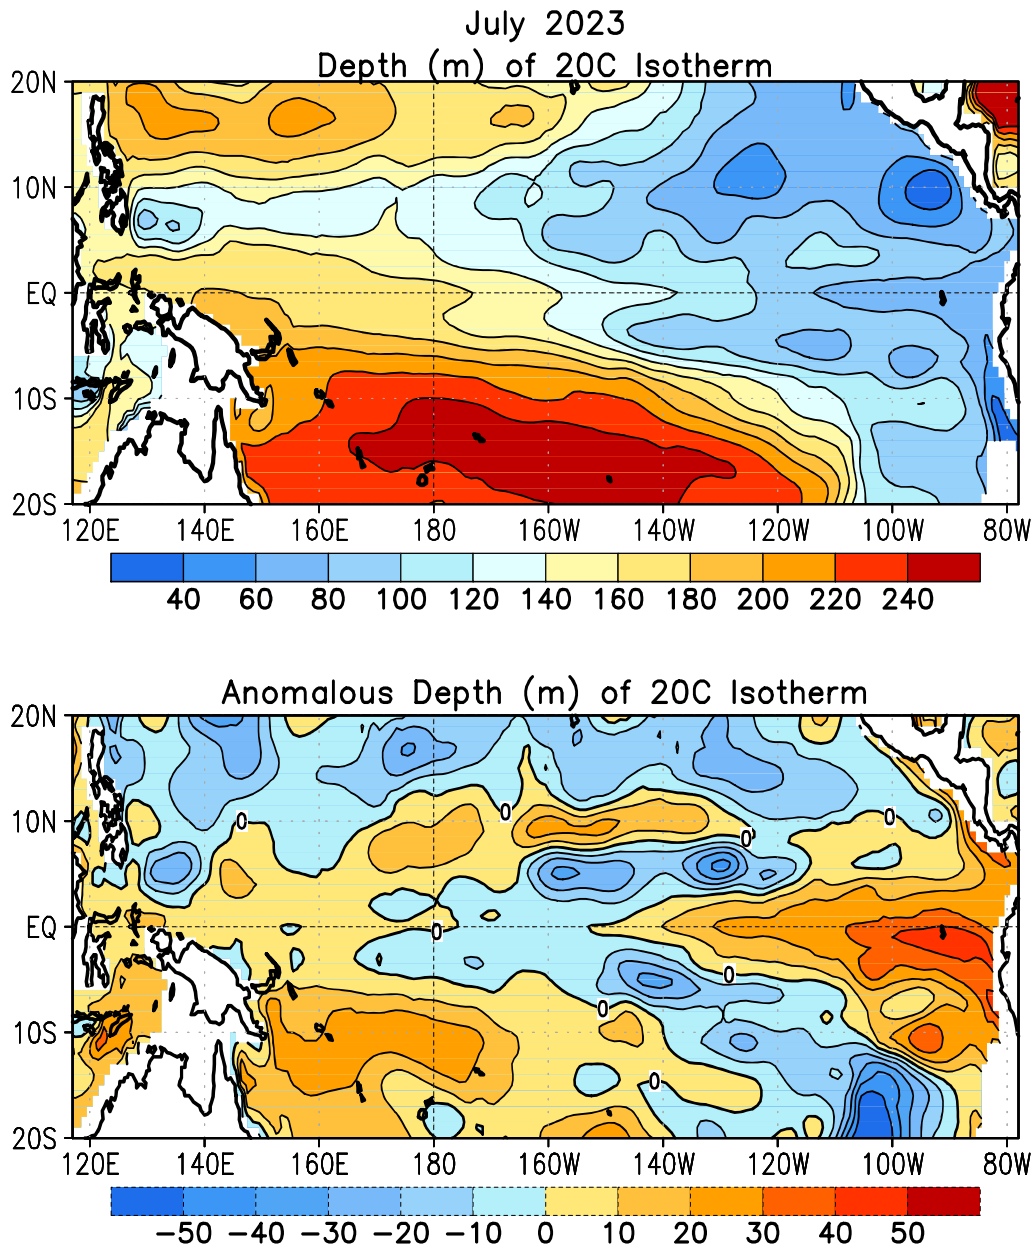 July 2023
Depth (m) of 20C Isotherm
20N
10N
EQ
10S
20S
120E 140E 160E 180 160W 140W 120W 100W 80W
40 60 80 100 120 140 160 180 200 220 240
Anomalous Depth (m) of 20C Isotherm
20N
0 0 0
10N
0
EQ
0
0
0
10S
0
20S
120E 140E 160E 180 160W 140W 120W 100W 80W
−50 −40 −30 −20 −10 0 10 20 30 40 50